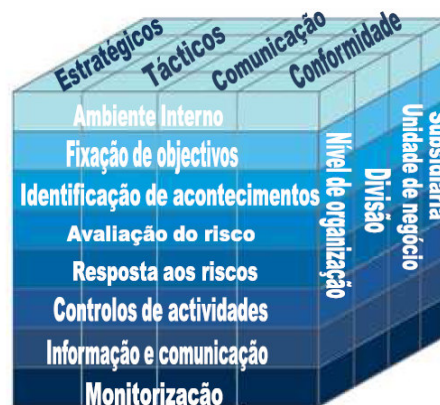 Estratégicos
Tácticos
Comunicação
Conformidade
Ambiente Interno
Fixação de objectivos
Identificação de acontecimentos
Avaliação do risco
Resposta aos riscos
Controlos de actividades
Informação e comunicação
Monitorização
Nível de organização
Divisão
Unidade de negócio